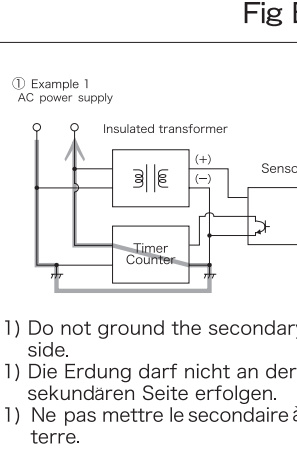 Fig
① Example 1
AC power supply
Insulated transformer
(+)
(−)
Timer
Counter
1) Do not ground the secondary
side.
1) Die Erdung darf nicht an der
sekundären Seite erfolgen.
1) Ne pas mettre le secondaire à
terre.